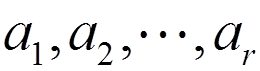 a₁, a₂, ⋯, aᵣ